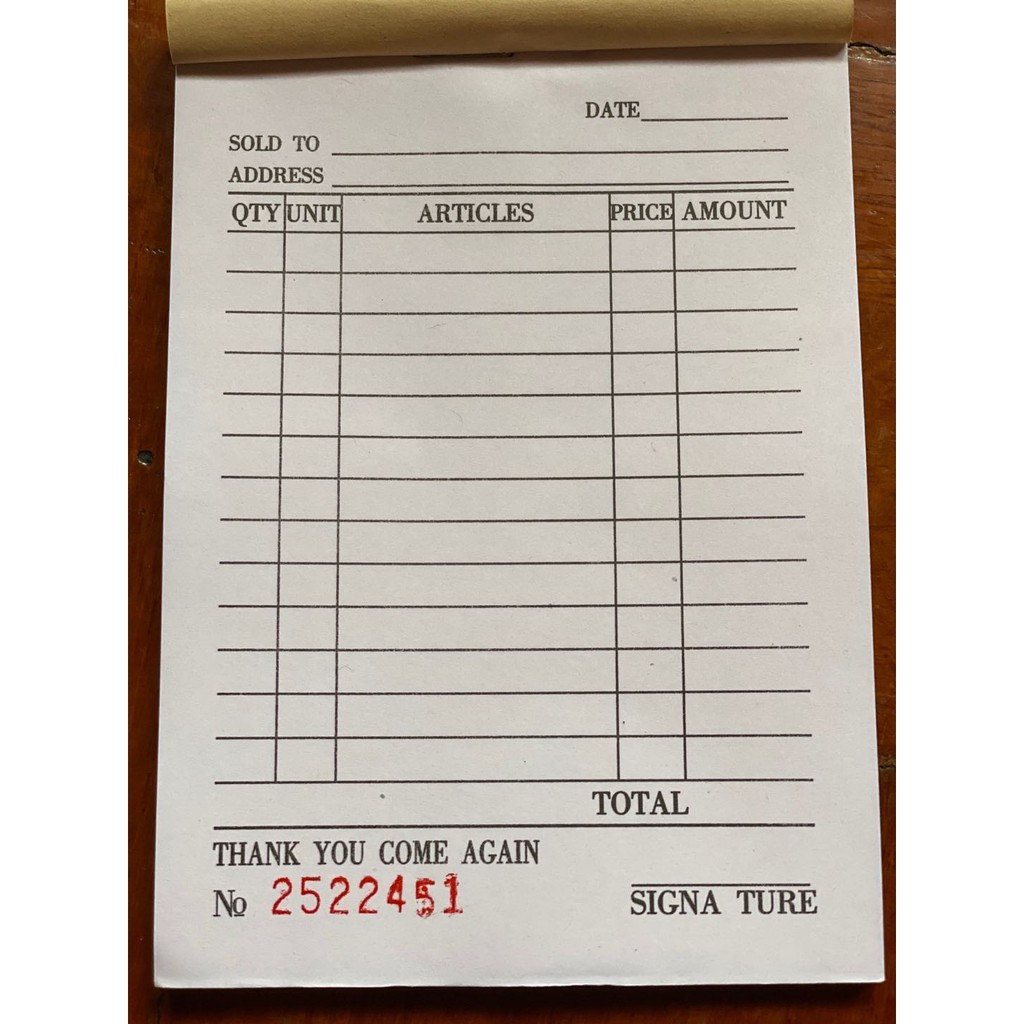 DATE
SOLD TO
ADDRESS
QTY UNIT ARTICLES PRICE AMOUNT
TOTAL
THANK YOU COME AGAIN
№ 2522451
SIGNA TURE